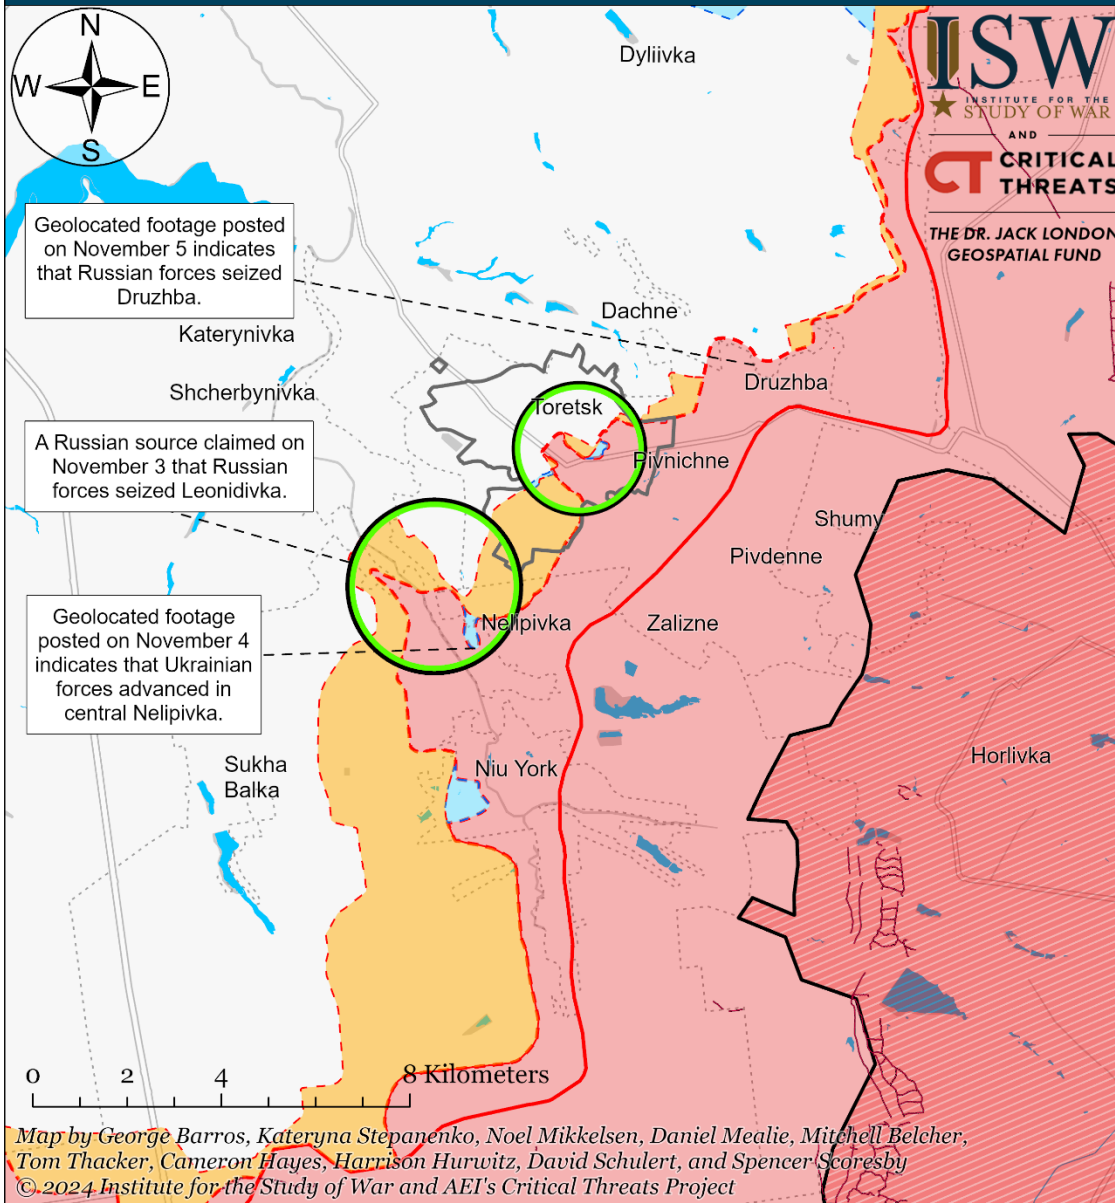 N
W
E
S
ISW
INSTITUTE FOR THE
STUDY OF WAR
AND
CT CRITICAL
THREATS
THE DR. JACK LONDON
GEOSPATIAL FUND
Dyliivka
Geolocated footage posted
on November 5 indicates
that Russian forces seized
Druzhba.
Dachne
Katerynivka
Druzhba
Shcherbynivka
Toretsk
A Russian source claimed on
November 3 that Russian
forces seized Leonidivka.
Pivnichne
Shumy
Pivdenne
Geolocated footage
posted on November 4
indicates that Ukrainian
forces advanced in
central Nelipivka.
Nelipivka
Zalizne
Horlivka
Sukha
Balka
Niu York
0 2 4 8 Kilometers
Map by George Barros, Kateryna Stepanenko, Noel Mikkelsen, Daniel Mealie, Mitchell Belcher,
Tom Thacker, Cameron Hayes, Harrison Hurwitz, David Schulert, and Spencer Scoresby
© 2024 Institute for the Study of War and AEI's Critical Threats Project